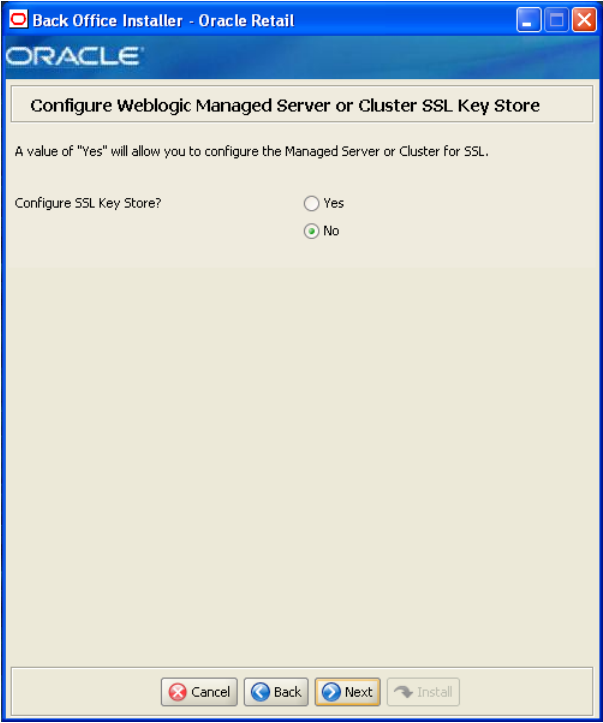 Back Office Installer - Oracle Retail
ORACLE
Configure Weblogic Managed Server or Cluster SSL Key Store
A value of "Yes" will allow you to configure the Managed Server or Cluster for SSL.
Configure SSL Key Store?
Yes
No
Cancel Back Next Install